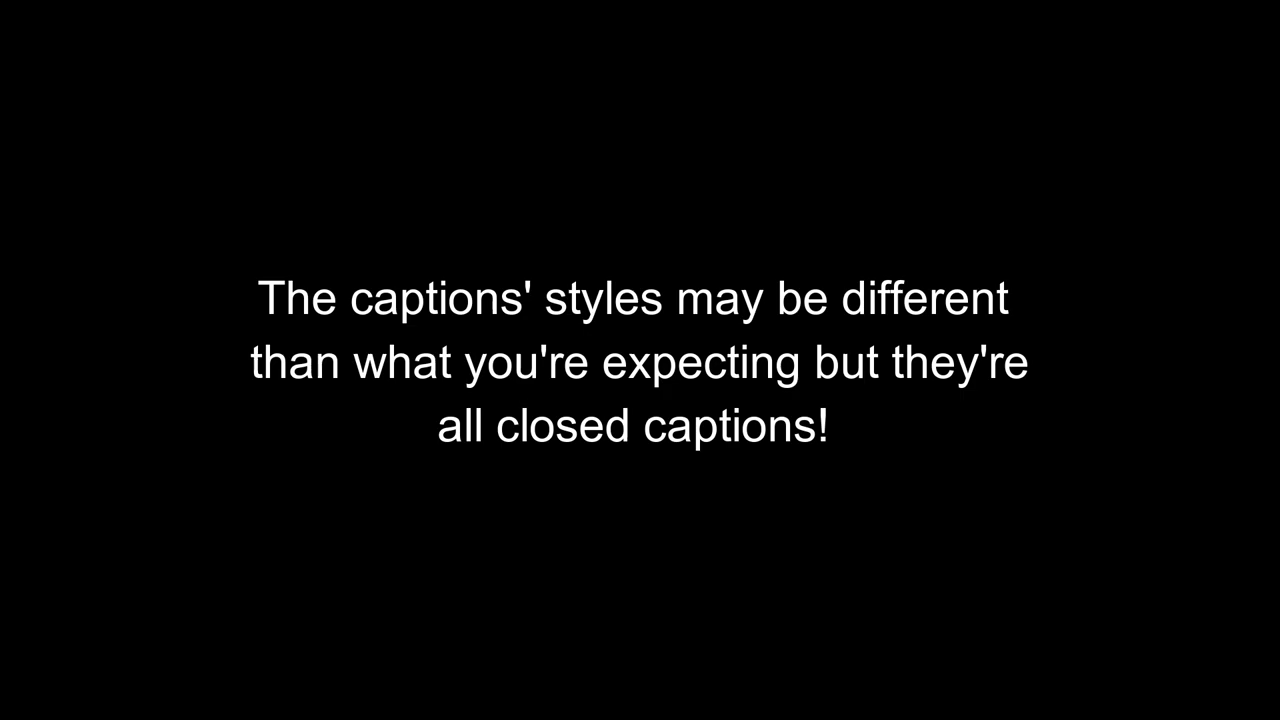 The captions' styles may be different
than what you're expecting but they're
all closed captions!